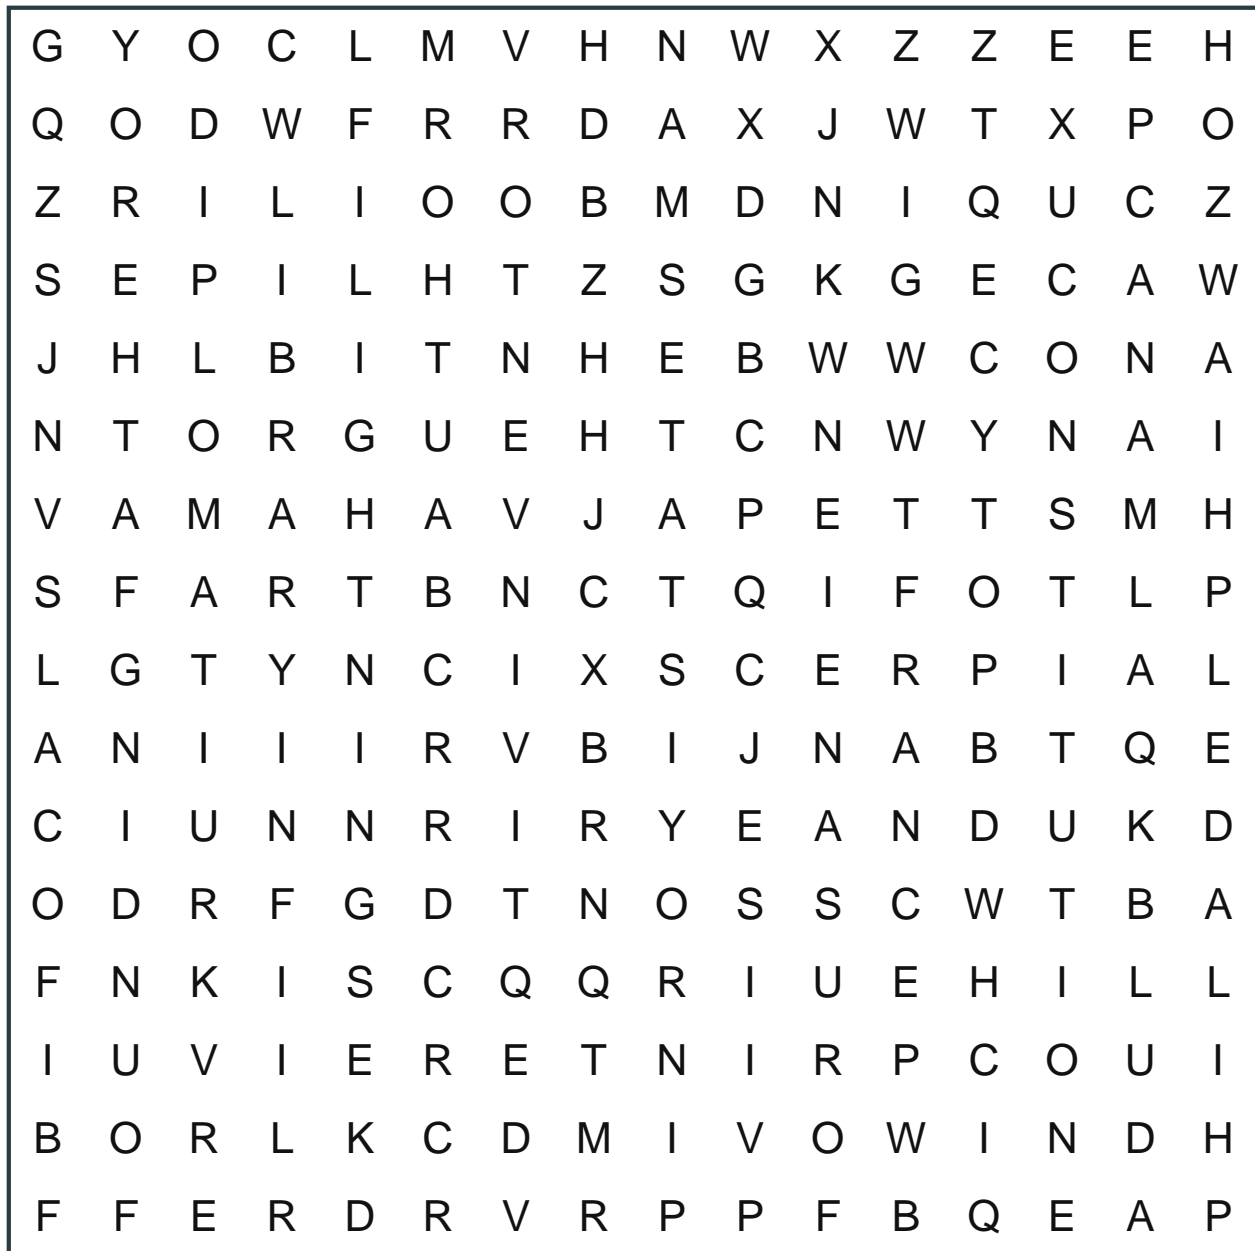 G Y O C L M V H N W X Z Z E E H
Q O D W F R R D A X J W T X P O
Z R I L I O O B M D N I Q U C Z
S E P I L H T Z S G K G E C A W
J H L B I T N H E B W W C O N A
N T O R G U E H T C N W Y N A I
V A M A H A V J A P E T T S M H
S F A R T B N C T Q I F O T L P
L G T Y N C I X S C E R P I A L
A N I I I R V B I J N A B T Q E
C I U N N R I R Y E A N D U K D
O D R F G D T N O S S C W T B A
F N K I S C Q Q R I U E H I L L
I U V I E R E T N I R P C O U I
B O R L K C D M I V O W I N D H
F F E R D R V R P P F B Q E A P